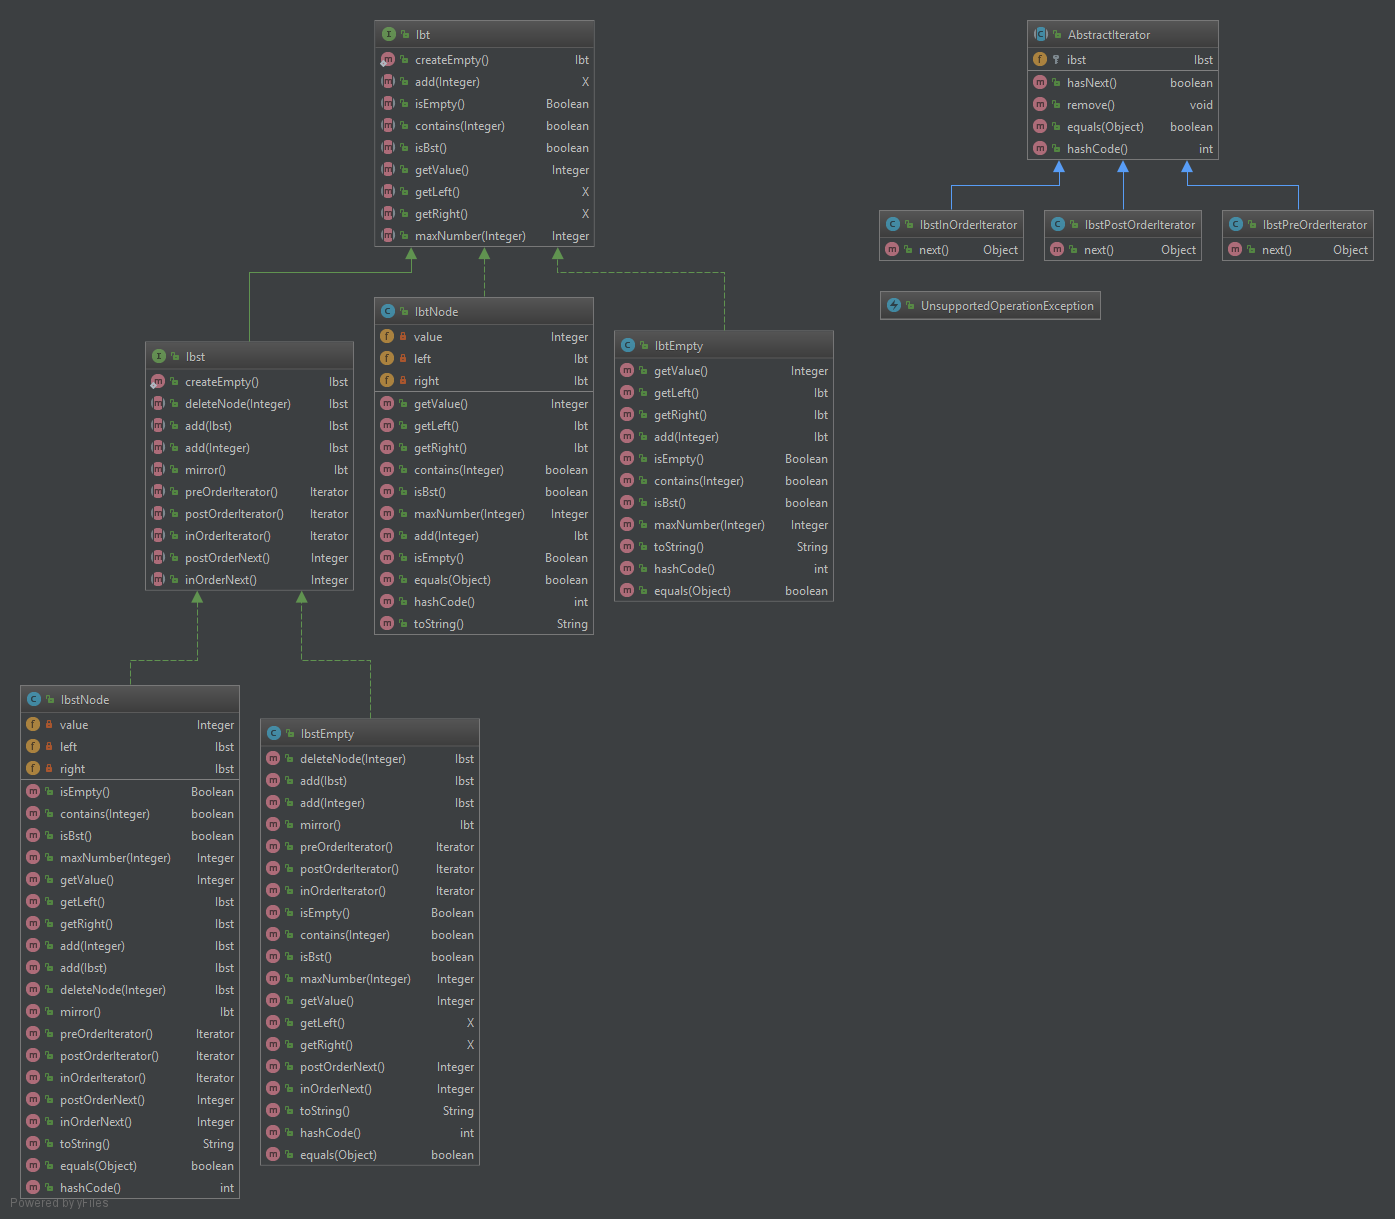 Ibt
createEmpty() Ibt
add(Integer) X
isEmpty() Boolean
contains(Integer) boolean
isBst() boolean
getValue() Integer
getLeft() X
getRight() X
maxNumber(Integer) Integer
AbstractIterator
ibst Ibst
hasNext() boolean
remove() void
equals(Object) boolean
hashCode() int
IbstInOrderIterator
next() Object
IbstPostOrderIterator
next() Object
IbstPreOrderIterator
next() Object
UnsupportedOperationException
Ibst
createEmpty() Ibst
deleteNode(Integer) Ibst
add(Ibst) Ibst
add(Integer) Ibst
mirror() Ibt
preOrderIterator() Iterator
postOrderIterator() Iterator
inOrderIterator() Iterator
postOrderNext() Integer
inOrderNext() Integer
IbtNode
value Integer
left Ibt
right Ibt
getValue() Integer
getLeft() Ibt
getRight() Ibt
contains(Integer) boolean
isBst() boolean
maxNumber(Integer) Integer
add(Integer) Ibt
isEmpty() Boolean
equals(Object) boolean
hashCode() int
toString() String
IbtEmpty
getValue() Integer
getLeft() Ibt
getRight() Ibt
add(Integer) Ibt
isEmpty() Boolean
contains(Integer) boolean
isBst() boolean
maxNumber(Integer) Integer
toString() String
hashCode() int
equals(Object) boolean
IbstNode
value Integer
left Ibst
right Ibst
isEmpty() Boolean
contains(Integer) boolean
isBst() boolean
maxNumber(Integer) Integer
getValue() Integer
getLeft() Ibst
getRight() Ibst
add(Integer) Ibst
add(Ibst) Ibst
deleteNode(Integer) Ibst
mirror() Ibt
preOrderIterator() Iterator
postOrderIterator() Iterator
inOrderIterator() Iterator
postOrderNext() Integer
inOrderNext() Integer
toString() String
equals(Object) boolean
hashCode() int
IbstEmpty
deleteNode(Integer) Ibst
add(Ibst) Ibst
add(Integer) Ibst
mirror() Ibt
preOrderIterator() Iterator
postOrderIterator() Iterator
inOrderIterator() Iterator
isEmpty() Boolean
contains(Integer) boolean
isBst() boolean
maxNumber(Integer) Integer
getValue() Integer
getLeft() X
getRight() X
postOrderNext() Integer
inOrderNext() Integer
toString() String
hashCode() int
equals(Object) boolean
Powered by yFiles